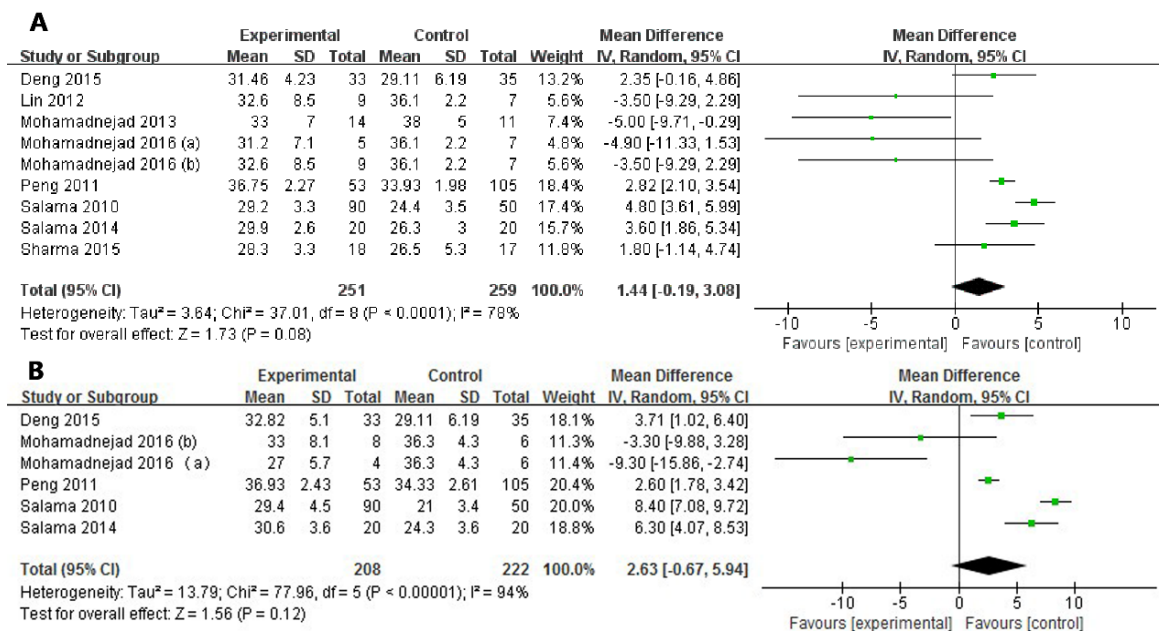 A
Experimental Control Mean Difference Mean Difference
Study or Subgroup Mean SD Total Mean SD Total Weight IV, Random, 95% CI IV, Random, 95% CI
Deng 2015 31.46 4.23 33 29.11 6.19 35 13.2% 2.35 [-0.16, 4.86]
Lin 2012 32.6 8.5 9 36.1 2.2 7 5.6% -3.50 [-9.29, 2.29]
Mohamadnejad 2013 33 7 14 38 5 11 7.4% -5.00 [-9.71, -0.29]
Mohamadnejad 2016 (a) 31.2 7.1 5 36.1 2.2 7 4.8% -4.90 [-11.33, 1.53]
Mohamadnejad 2016 (b) 32.6 8.5 9 36.1 2.2 7 5.6% -3.50 [-9.29, 2.29]
Peng 2011 36.75 2.27 53 33.93 1.98 105 18.4% 2.82 [2.10, 3.54]
Salama 2010 29.2 3.3 90 24.4 3.5 50 17.4% 4.80 [3.61, 5.99]
Salama 2014 29.9 2.6 20 26.3 3 20 15.7% 3.60 [1.86, 5.34]
Sharma 2015 28.3 3.3 18 26.5 5.3 17 11.8% 1.80 [-1.14, 4.74]
Total (95% CI) 251 259 100.0% 1.44 [-0.19, 3.08]
Heterogeneity: Tau² = 3.64; Chi² = 37.01, df = 8 (P < 0.0001); I² = 78%
Test for overall effect: Z = 1.73 (P = 0.08)
-10 -5 0 5 10
Favours [experimental] Favours [control]
B
Experimental Control Mean Difference Mean Difference
Study or Subgroup Mean SD Total Mean SD Total Weight IV, Random, 95% CI IV, Random, 95% CI
Deng 2015 32.82 5.1 33 29.11 6.19 35 18.1% 3.71 [1.02, 6.40]
Mohamadnejad 2016 (b) 33 8.1 8 36.3 4.3 6 11.3% -3.30 [-9.88, 3.28]
Mohamadnejad 2016 (a) 27 5.7 4 36.3 4.3 6 11.4% -9.30 [-15.86, -2.74]
Peng 2011 36.93 2.43 53 34.33 2.61 105 20.4% 2.60 [1.78, 3.42]
Salama 2010 29.4 4.5 90 21 3.4 50 20.0% 8.40 [7.08, 9.72]
Salama 2014 30.6 3.6 20 24.3 3.6 20 18.8% 6.30 [4.07, 8.53]
Total (95% CI) 208 222 100.0% 2.63 [-0.67, 5.94]
Heterogeneity: Tau² = 13.79; Chi² = 77.96, df = 5 (P < 0.00001); I² = 94%
Test for overall effect: Z = 1.56 (P = 0.12)
-10 -5 0 5 10
Favours [experimental] Favours [control]